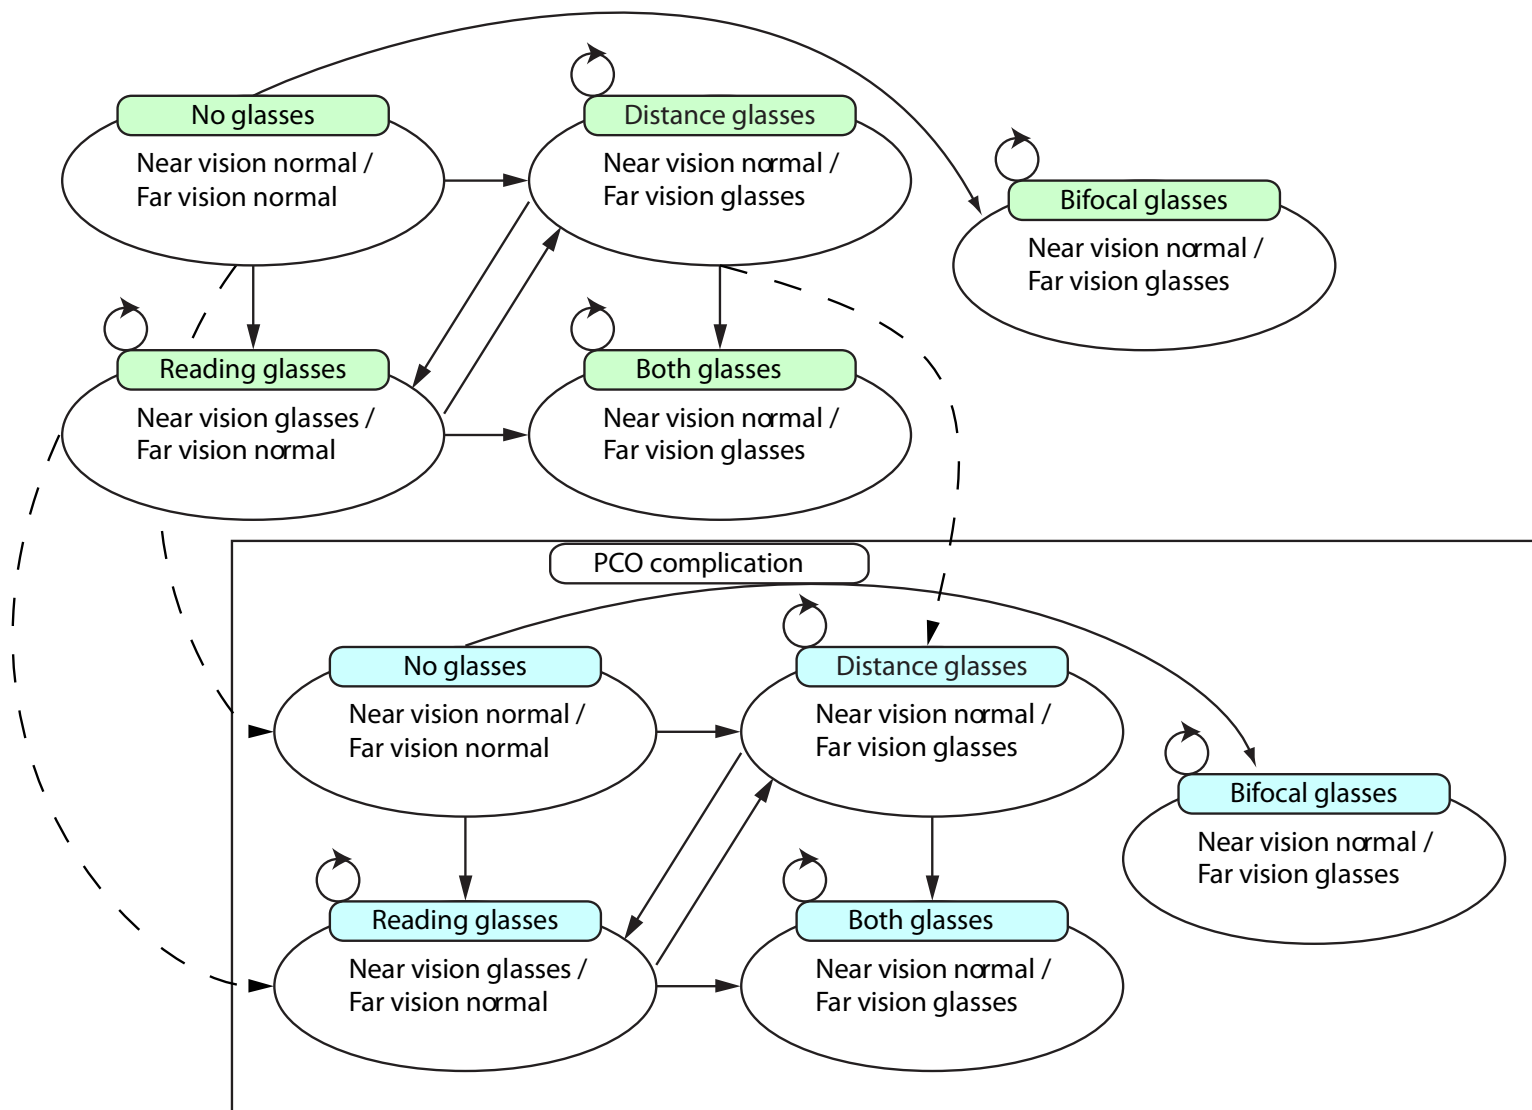 No glasses
Near vision normal /
Far vision normal
Distance glasses
Near vision normal /
Far vision glasses
Bifocal glasses
Near vision normal /
Far vision glasses
Reading glasses
Near vision glasses /
Far vision normal
Both glasses
Near vision normal /
Far vision glasses
PCO complication
No glasses
Near vision normal /
Far vision normal
Distance glasses
Near vision normal /
Far vision glasses
Bifocal glasses
Near vision normal /
Far vision glasses
Reading glasses
Near vision glasses /
Far vision normal
Both glasses
Near vision normal /
Far vision glasses